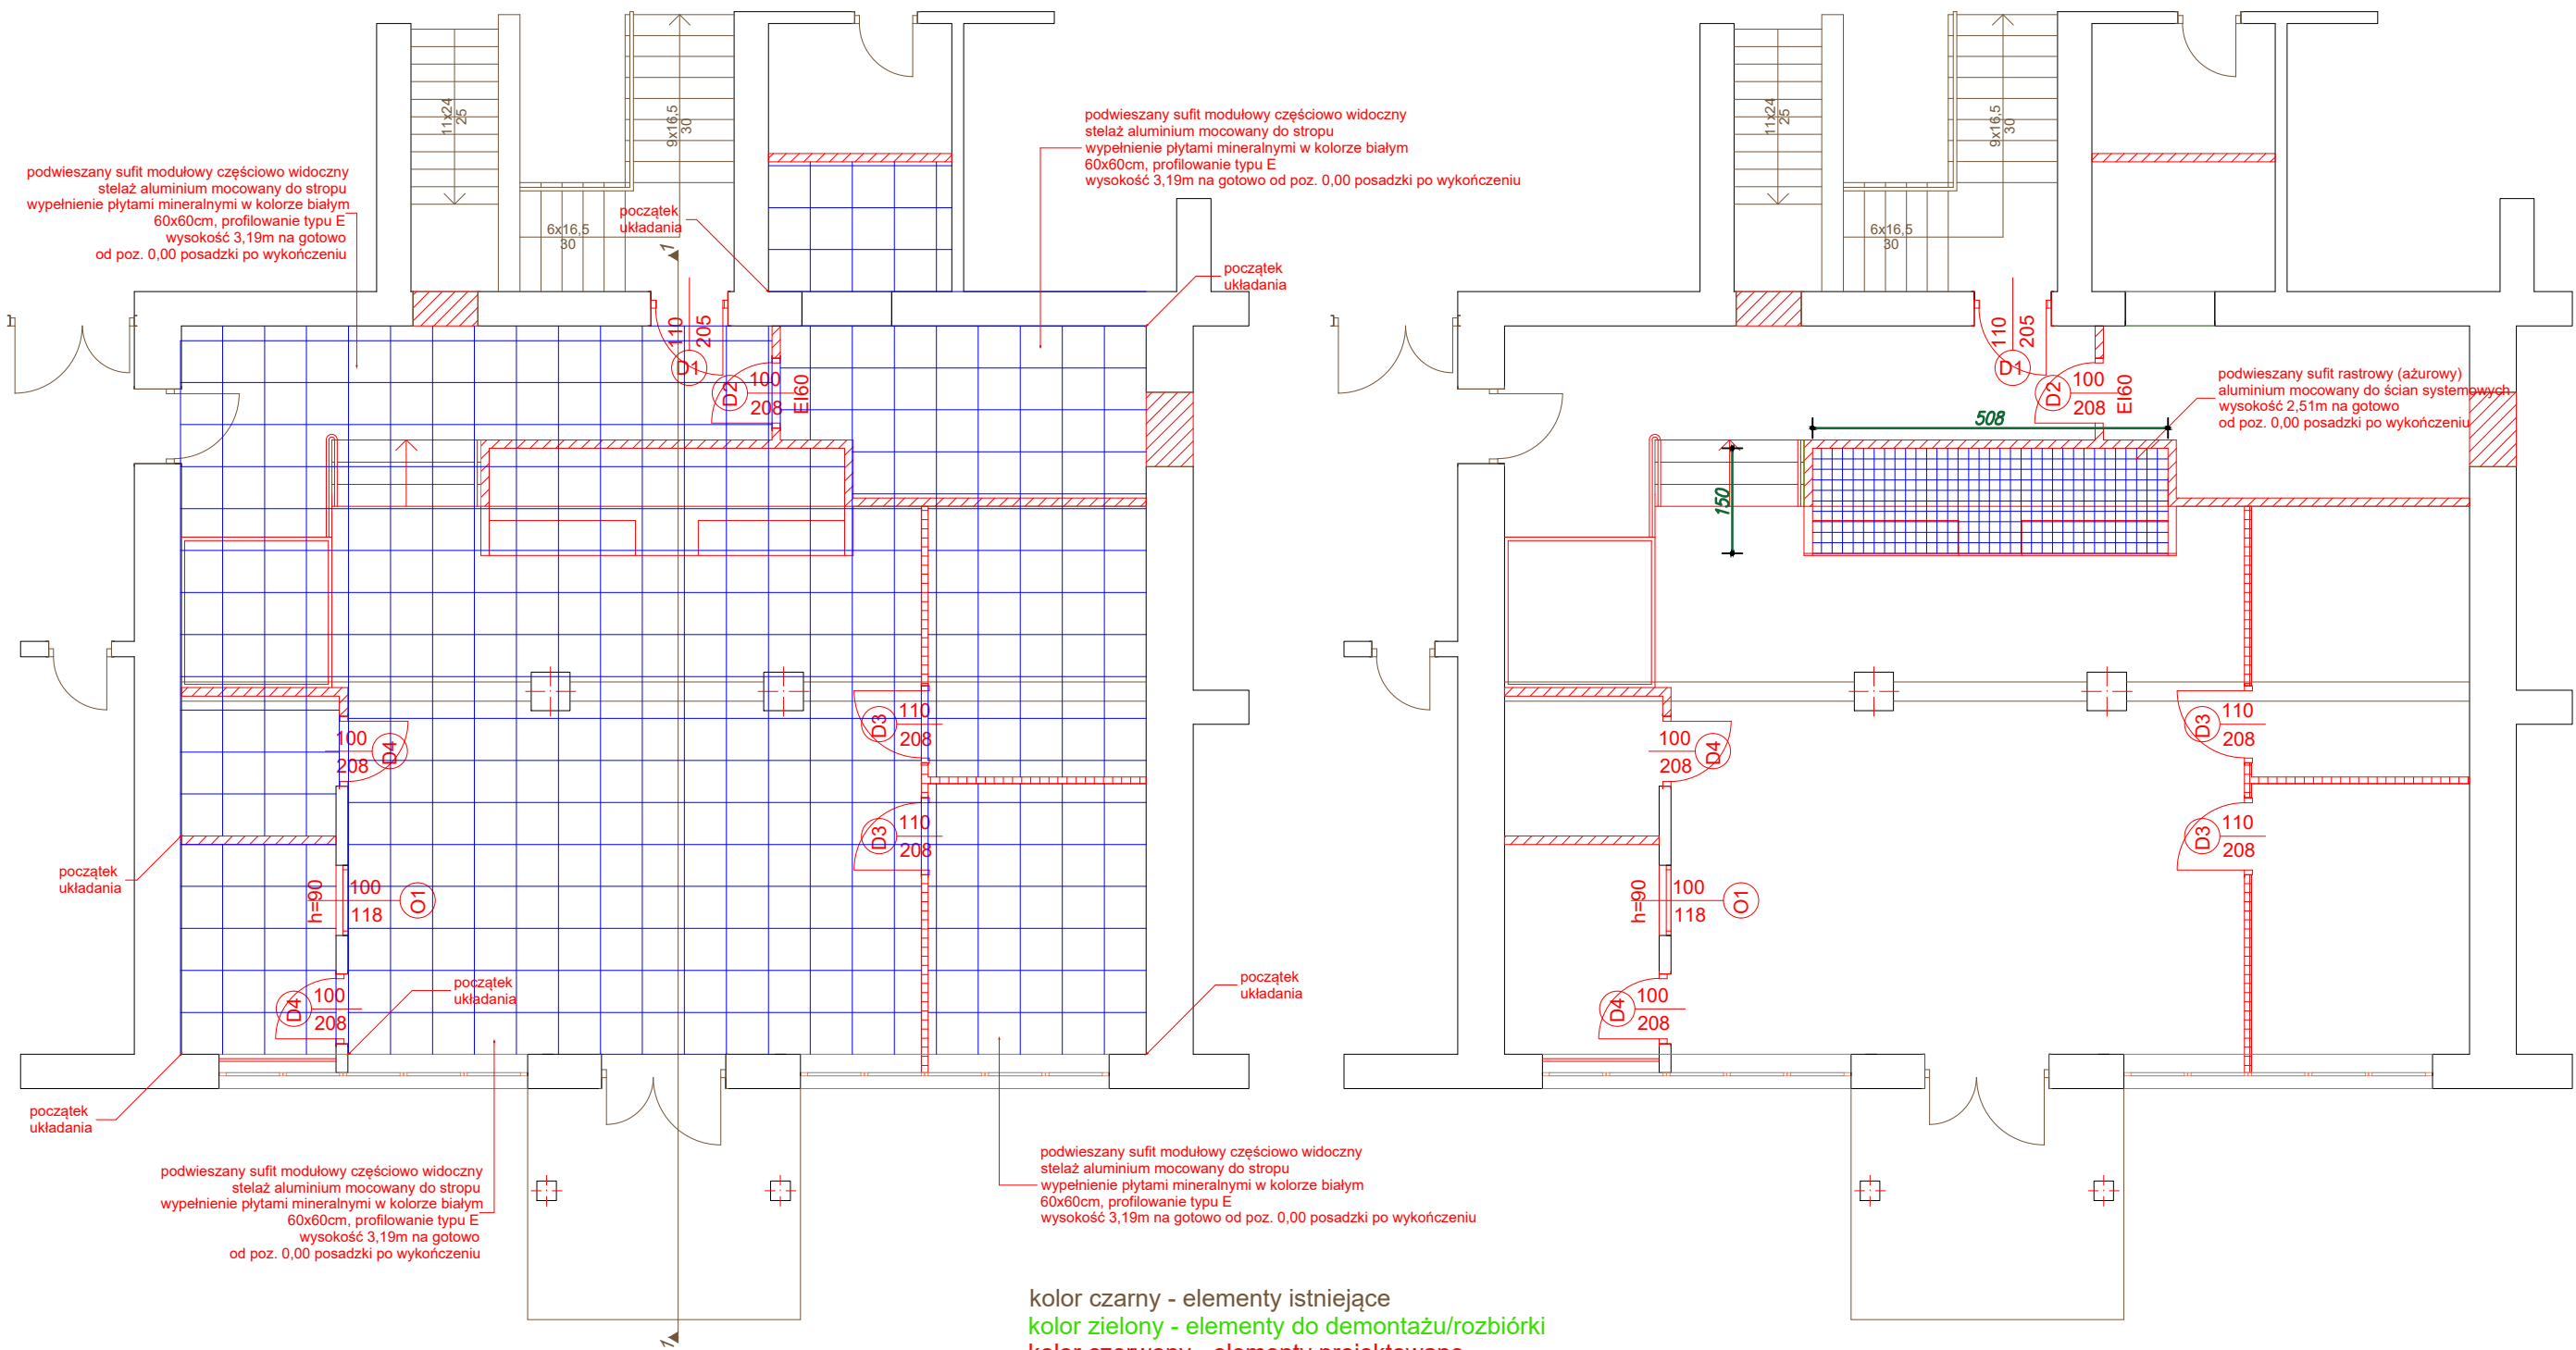 podwieszany sufit modułowy częściowo widoczny
stelaż aluminium mocowany do stropu
wypełnienie płytami mineralnymi w kolorze białym
60x60cm, profilowanie typu E
wysokość 3,19m na gotowo
od poz. 0,00 posadzki po wykończeniu
11x24
25
9x16,5
30
6x16,5
30
początek
układania
1
podwieszany sufit modułowy częściowo widoczny
stelaż aluminium mocowany do stropu
wypełnienie płytami mineralnymi w kolorze białym
60x60cm, profilowanie typu E
wysokość 3,19m na gotowo od poz. 0,00 posadzki po wykończeniu
początek
układania
110
205
D1
D2
100
208
EI60
D3
110
208
100
208
D4
D3
110
208
początek
układania
h=90
100
118
O1
D4
100
208
początek
układania
początek
układania
początek
układania
podwieszany sufit modułowy częściowo widoczny
stelaż aluminium mocowany do stropu
wypełnienie płytami mineralnymi w kolorze białym
60x60cm, profilowanie typu E
wysokość 3,19m na gotowo
od poz. 0,00 posadzki po wykończeniu
podwieszany sufit modułowy częściowo widoczny
stelaż aluminium mocowany do stropu
wypełnienie płytami mineralnymi w kolorze białym
60x60cm, profilowanie typu E
wysokość 3,19m na gotowo od poz. 0,00 posadzki po wykończeniu
1
11x24
25
9x16,5
30
6x16,5
30
110
205
D1
D2
100
208
EI60
podwieszany sufit rastrowy (ażurowy)
aluminium mocowany do ścian systemowych
wysokość 2,51m na gotowo
od poz. 0,00 posadzki po wykończeniu
508
150
D3
110
208
100
208
D4
D3
110
208
h=90
100
118
O1
D4
100
208
kolor czarny - elementy istniejące
kolor zielony - elementy do demontażu/rozbiórki
kolor czerwony - elementy projektowane